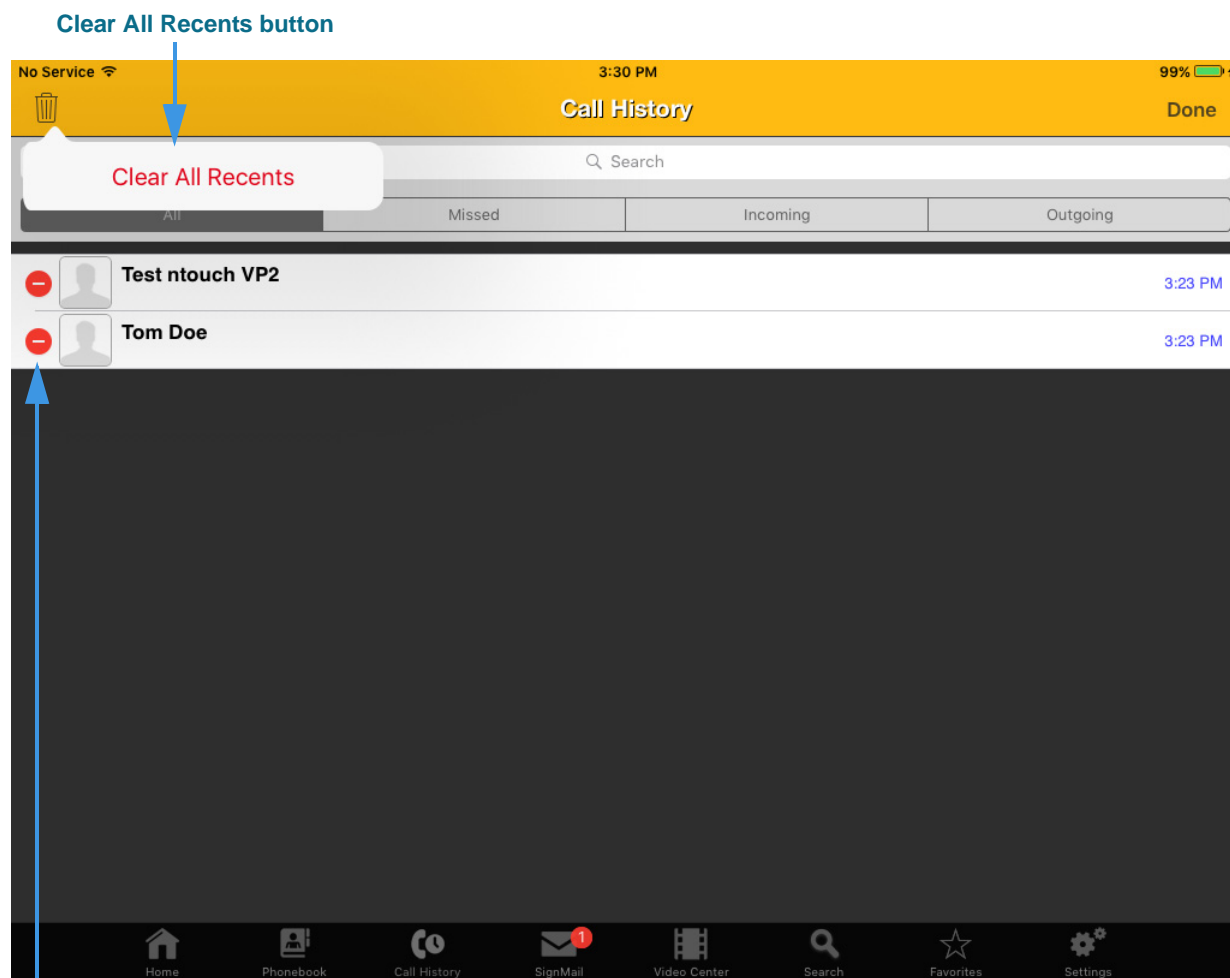 Clear All Recents button
No Service 3:30 PM 99%
Call History Done
Search
Clear All Recents
All Missed Incoming Outgoing
Test ntouch VP2 3:23 PM
Tom Doe 3:23 PM
1
Home Phonebook Call History SignMail Video Center Search Favorites Settings